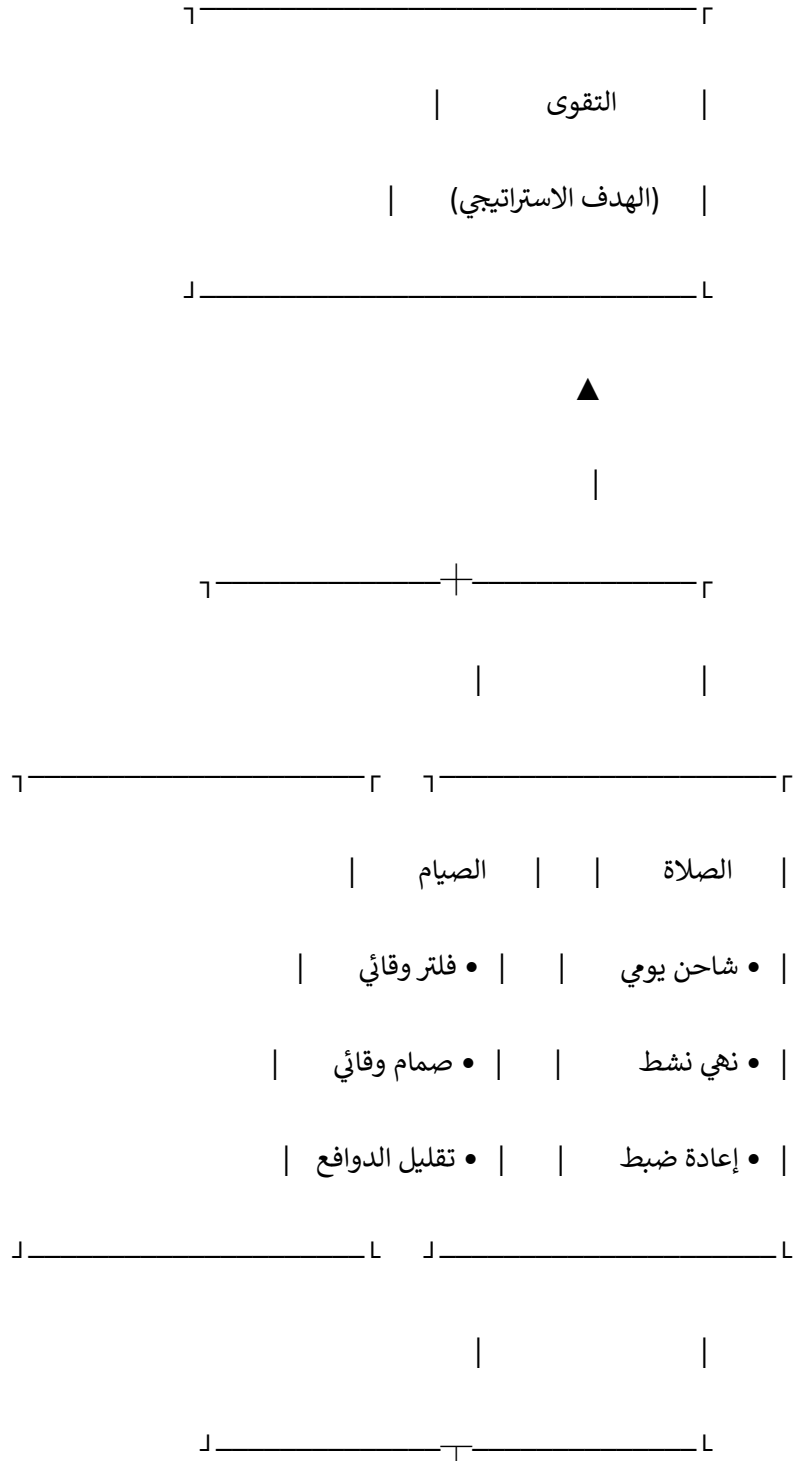 التقوى
(الهدف الاستراتيجي)
الصلاة | الصيام
• شاحن يومي | • فلتر وقائي
• نهي نشط | • صمام وقائي
• إعادة ضبط | • تقليل الدوافع